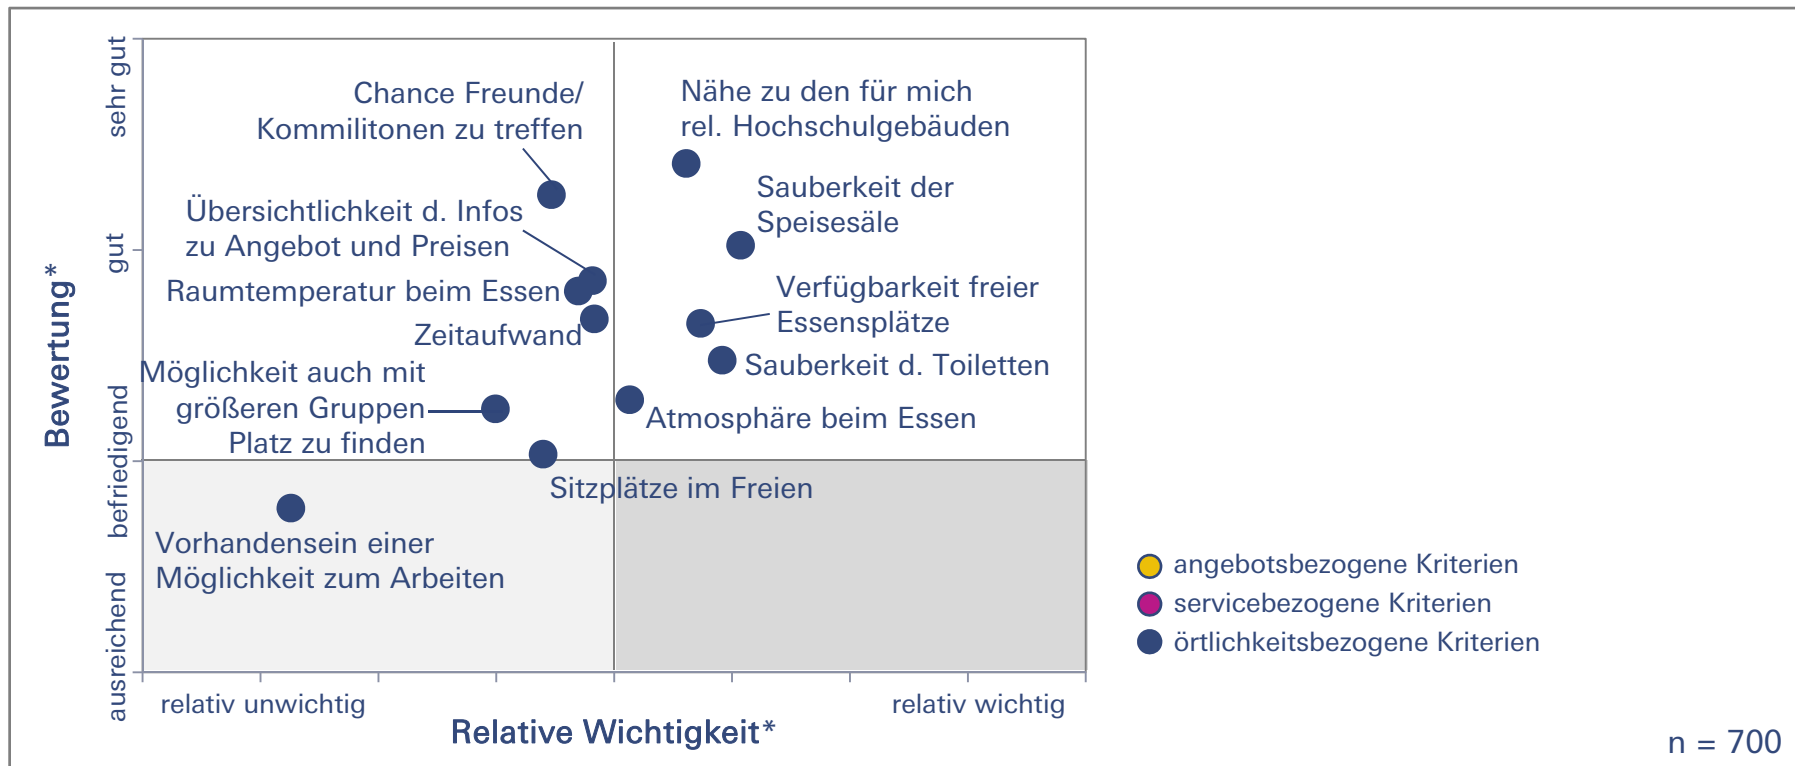 Bewertung*
sehr gut
gut
befriedigend
ausreichend
Chance Freunde/
Kommilitonen zu treffen
Übersichtlichkeit d. Infos
zu Angebot und Preisen
Raumtemperatur beim Essen
Zeitaufwand
Möglichkeit auch mit
größeren Gruppen
Platz zu finden
Sitzplätze im Freien
Vorhandensein einer
Möglichkeit zum Arbeiten
Nähe zu den für mich
rel. Hochschulgebäuden
Sauberkeit der
Speisesäle
Verfügbarkeit freier
Essensplätze
Sauberkeit d. Toiletten
Atmosphäre beim Essen
relativ unwichtig
relativ wichtig
Relative Wichtigkeit*
angebotsbezogene Kriterien
servicebezogene Kriterien
örtlichkeitsbezogene Kriterien
n = 700